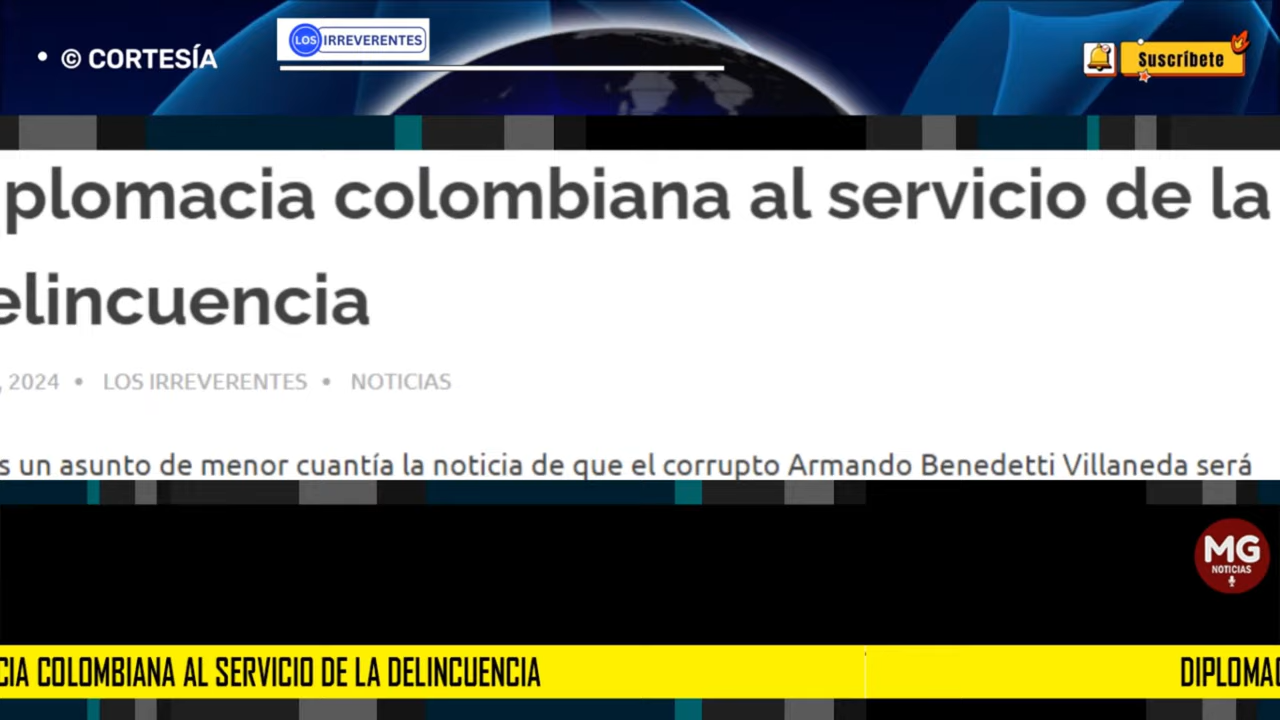 • © CORTESÍA
LOS IRREVERENTES
Suscríbete
plomacia colombiana al servicio de la
elincuencia
, 2024 • LOS IRREVERENTES • NOTICIAS
s un asunto de menor cuantía la noticia de que el corrupto Armando Benedetti Villaneda será
MG
NOTICIAS
CIA COLOMBIANA AL SERVICIO DE LA DELINCUENCIA
DIPLOMAC